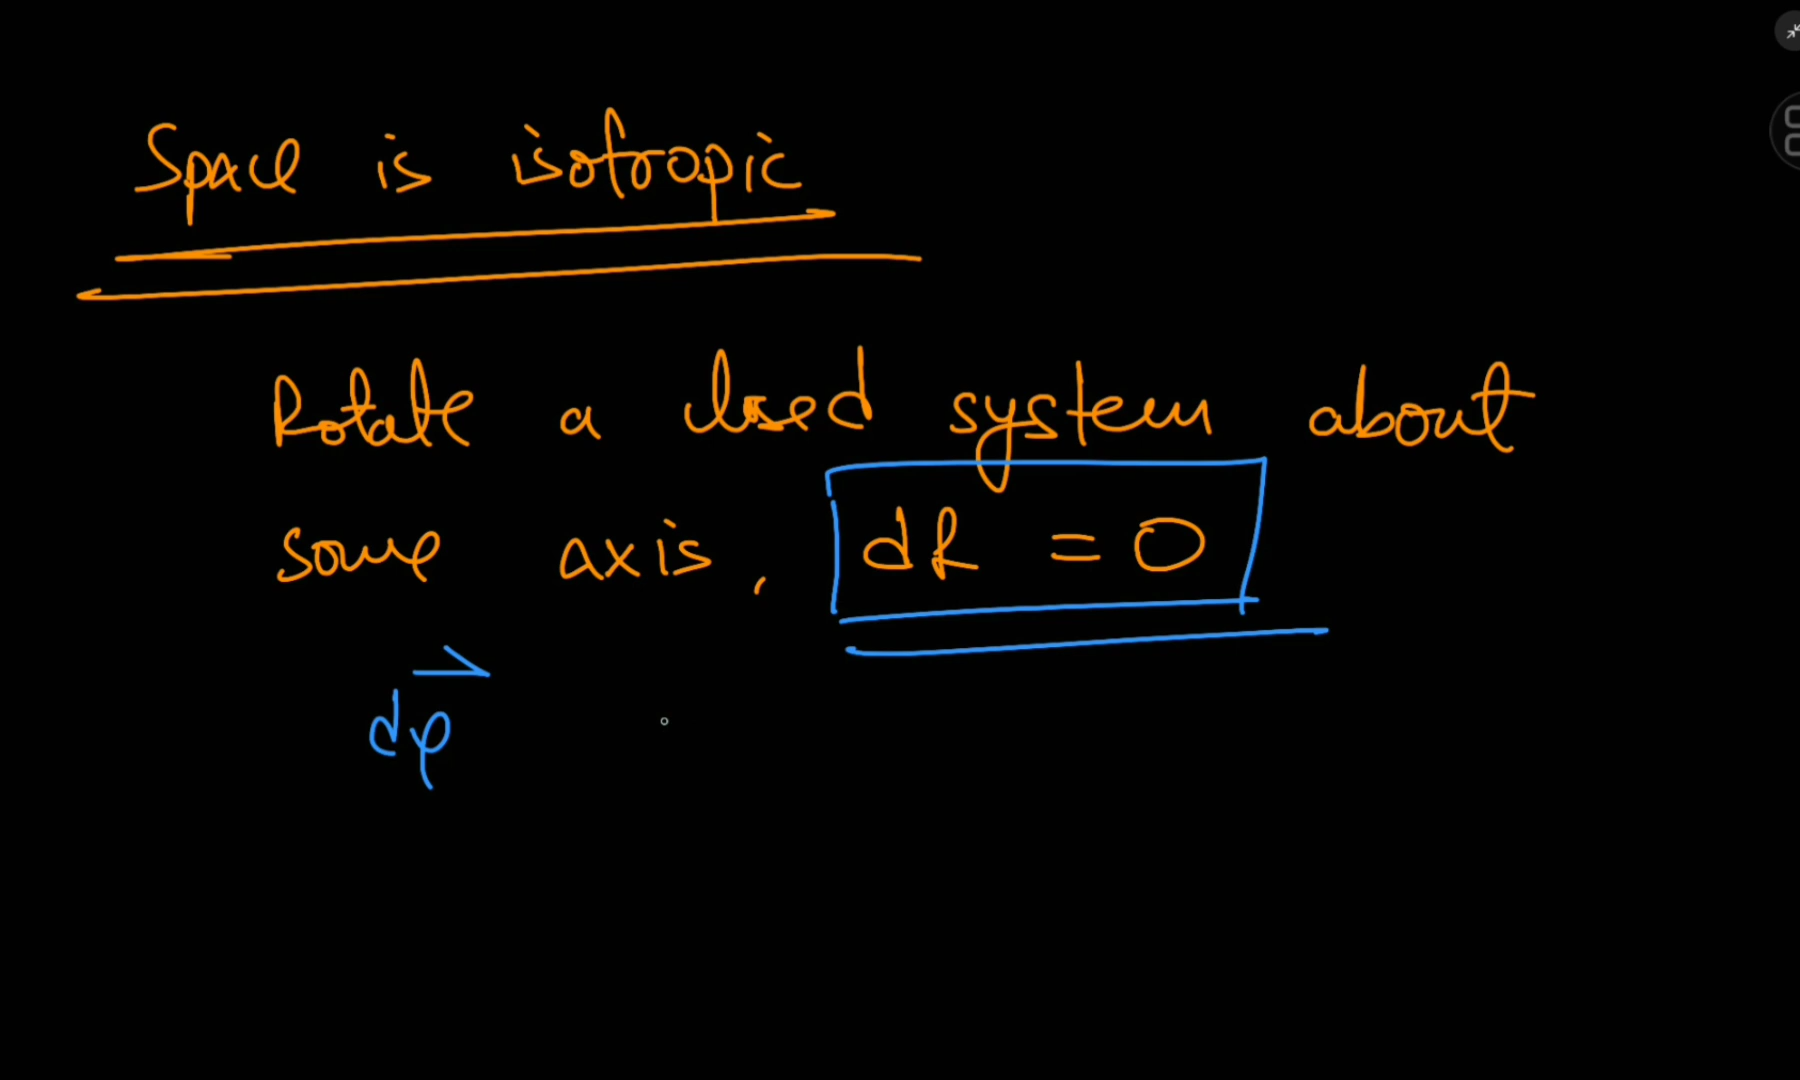 Space is isotropic
Rotate a closed system about
some axis, dL = 0
dφ